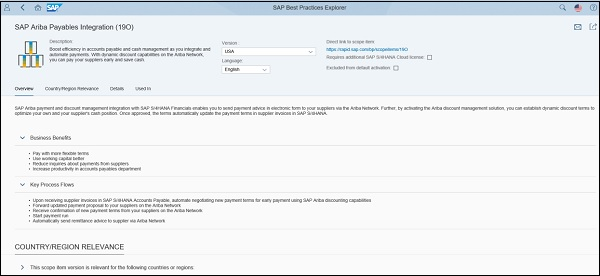 SAP
SAP Best Practices Explorer
SAP Ariba Payables Integration (19O)
Description:
Boost efficiency in accounts payable and cash management as you integrate and automate payments. With dynamic discount capabilities on the Ariba Network, you can pay your suppliers early and save cash.
Version :
USA
Language:
English
Direct link to scope item:
https://rapid.sap.com/bp/scopeitems/19O
Requires additional SAP S/4HANA Cloud license:
Excluded from default activation:
Overview Country/Region Relevance Details Used In
SAP Ariba payment and discount management integration with SAP S/4HANA Financials enables you to send payment advice in electronic form to your suppliers via the Ariba Network. Further, by activating the Ariba discount management solution, you can establish dynamic discount terms to
optimize your own and your supplier's cash position. Once approved, the terms automatically update the payment terms in supplier invoices in SAP S/4HANA.
Business Benefits
• Pay with more flexible terms
• Use working capital better
• Reduce inquiries about payments from suppliers
• Increase productivity in accounts payable department
Key Process Flows
• Upon receiving supplier invoices in SAP S/4HANA Accounts Payable, automate negotiating new payment terms for early payment using SAP Ariba discounting capabilities
• Forward updated payment proposal to your suppliers on the Ariba Network
• Receive confirmation of new payment terms from your suppliers on the Ariba Network
• Start payment run
• Automatically send remittance advice to supplier via Ariba Network
COUNTRY/REGION RELEVANCE
This scope item version is relevant for the following countries or regions: